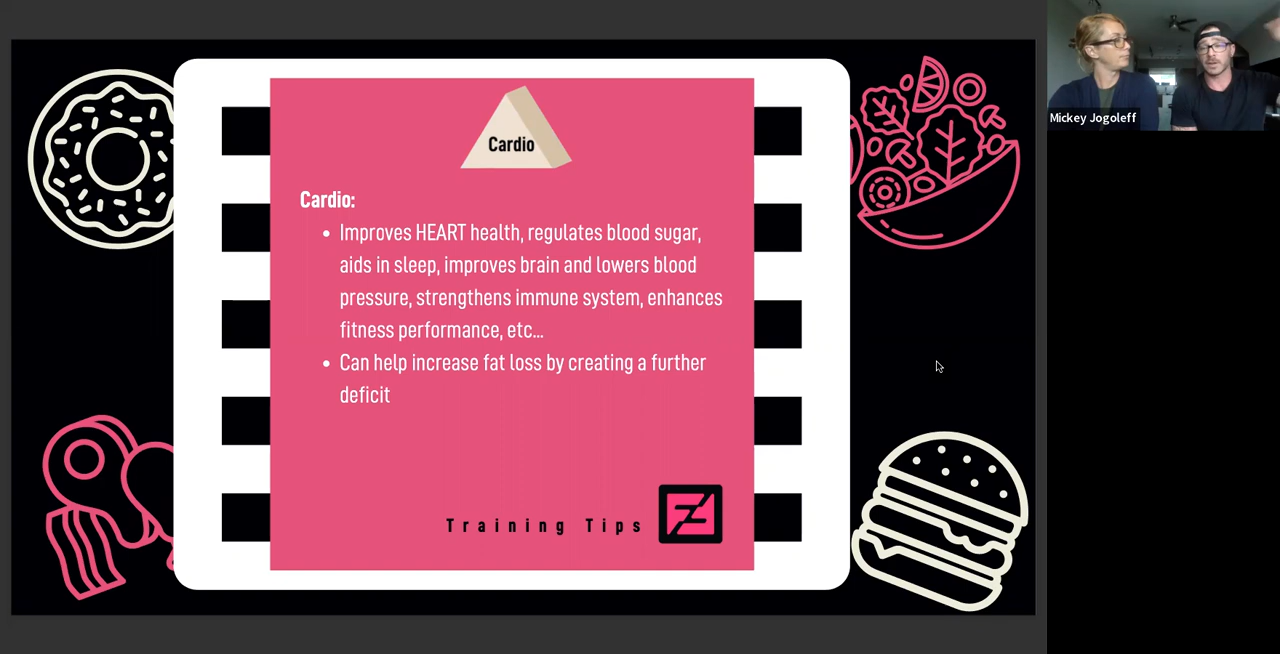 Mickey Jogoleff
Cardio
Cardio:
Improves HEART health, regulates blood sugar,
aids in sleep, improves brain and lowers blood
pressure, strengthens immune system, enhances
fitness performance, etc...
Can help increase fat loss by creating a further
deficit
Training Tips